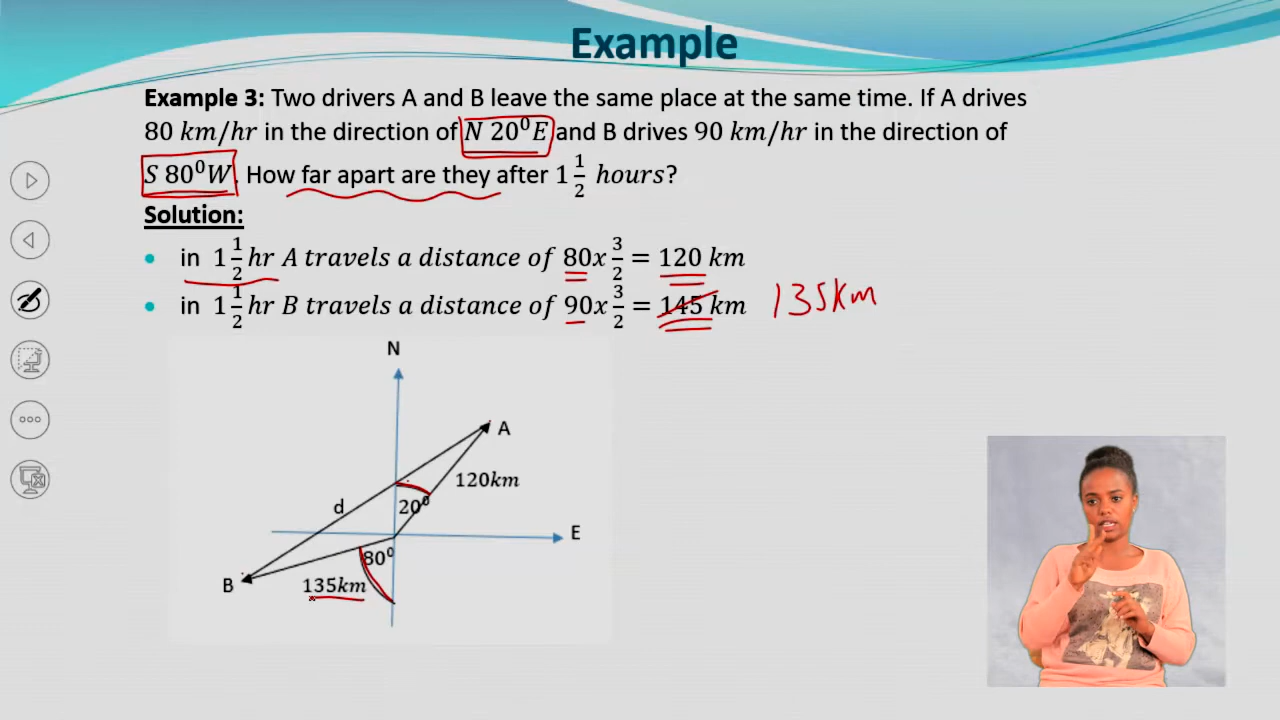 Example
Example 3: Two drivers A and B leave the same place at the same time. If A drives
80 km/hr in the direction of N 20⁰E and B drives 90 km/hr in the direction of
S 80⁰W. How far apart are they after 1 1/2 hours?
Solution:
• in 1 1/2 hr A travels a distance of 80x 3/2 = 120 km
• in 1 1/2 hr B travels a distance of 90x 3/2 = 145 km 135km
N
A
120km
d
20⁰
E
80⁰
B
135km